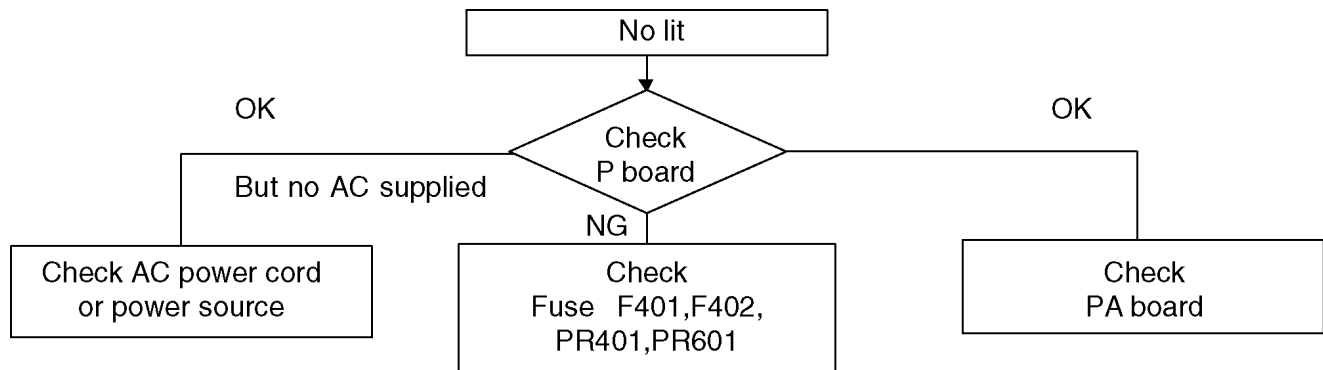 No lit
OK
OK
Check
P board
But no AC supplied
NG
Check AC power cord
or power source
Check
Fuse F401,F402,
PR401,PR601
Check
PA board